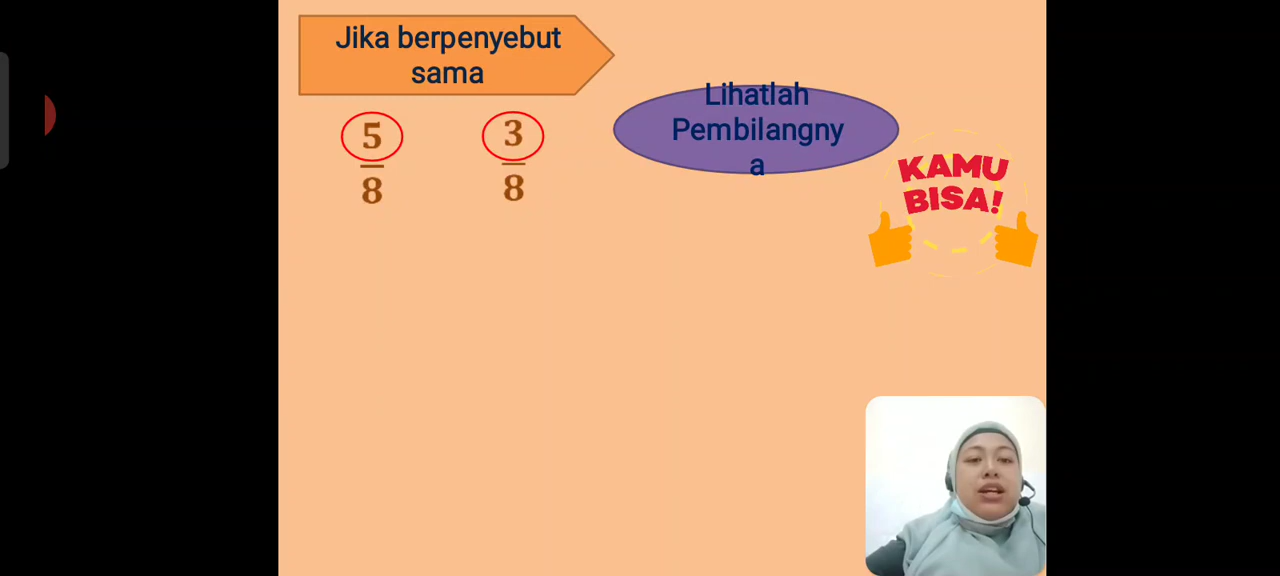 Jika berpenyebut
sama
5 3
8 8
Lihatlah
Pembilangny
a
KAMU
BISA!